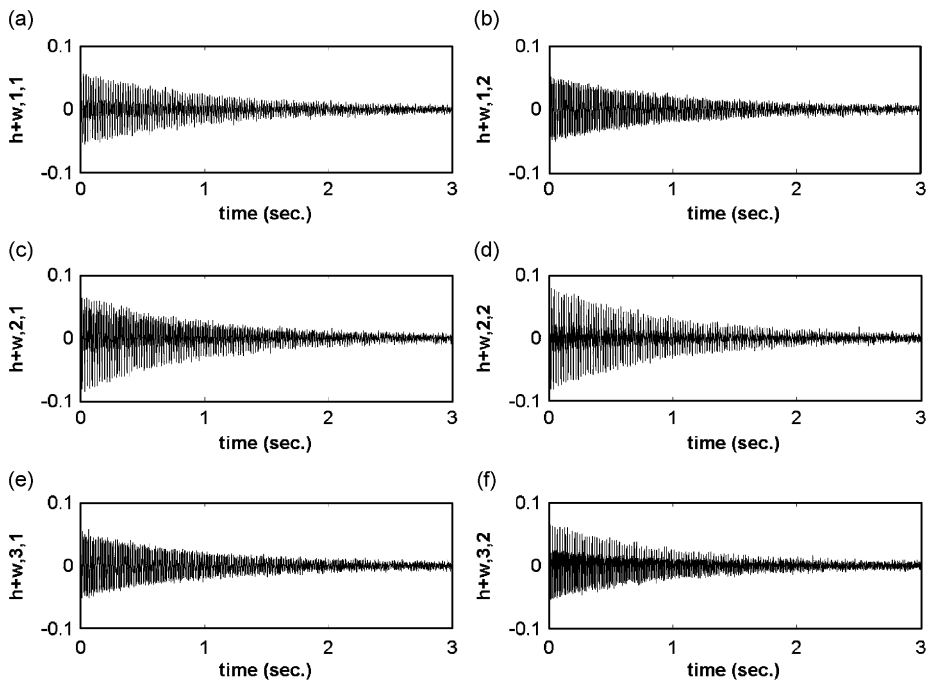 (a)
h+w,1,1
0.1
0
-0.1
0 1 2 3
time (sec.)
(b)
h+w,1,2
0.1
0
-0.1
0 1 2 3
time (sec.)
(c)
h+w,2,1
0.1
0
-0.1
0 1 2 3
time (sec.)
(d)
h+w,2,2
0.1
0
-0.1
0 1 2 3
time (sec.)
(e)
h+w,3,1
0.1
0
-0.1
0 1 2 3
time (sec.)
(f)
h+w,3,2
0.1
0
-0.1
0 1 2 3
time (sec.)